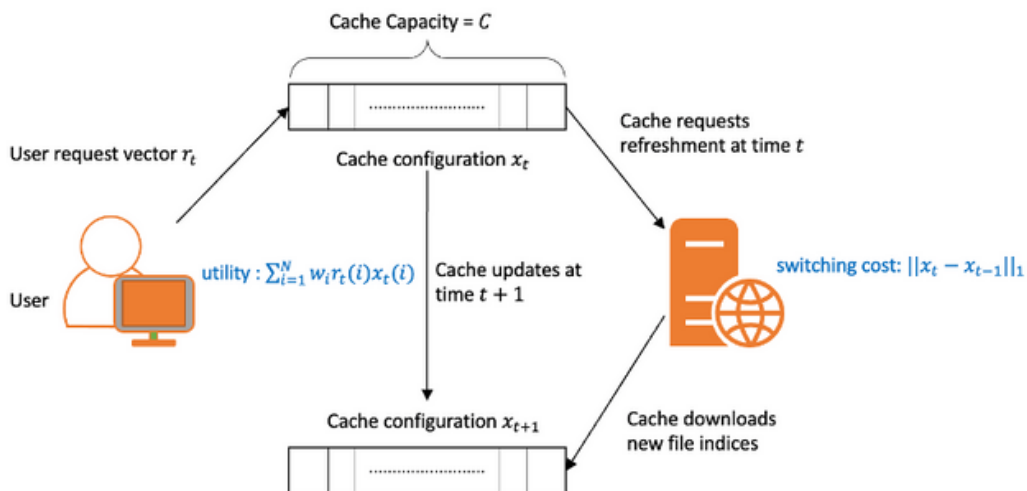 Cache Capacity = C
User request vector r_t
Cache configuration x_t
Cache requests
refreshment at time t
User
utility : ∑_{i=1}^{N} w_i r_t(i) x_t(i)
Cache updates at
time t + 1
switching cost: ||x_t − x_{t−1}||_1
Cache configuration x_{t+1}
Cache downloads
new file indices